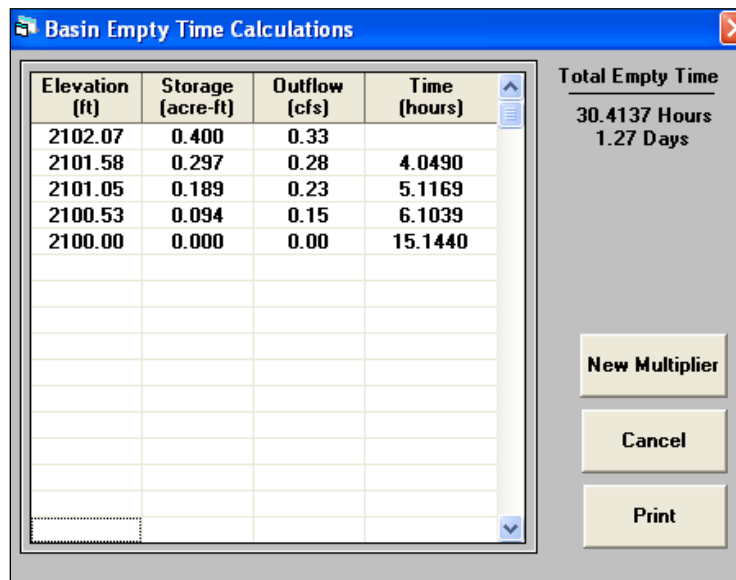 Basin Empty Time Calculations
Elevation (ft) Storage (acre-ft) Outflow (cfs) Time (hours)
2102.07 0.400 0.33
2101.58 0.297 0.28 4.0490
2101.05 0.189 0.23 5.1169
2100.53 0.094 0.15 6.1039
2100.00 0.000 0.00 15.1440
Total Empty Time
30.4137 Hours
1.27 Days
New Multiplier
Cancel
Print